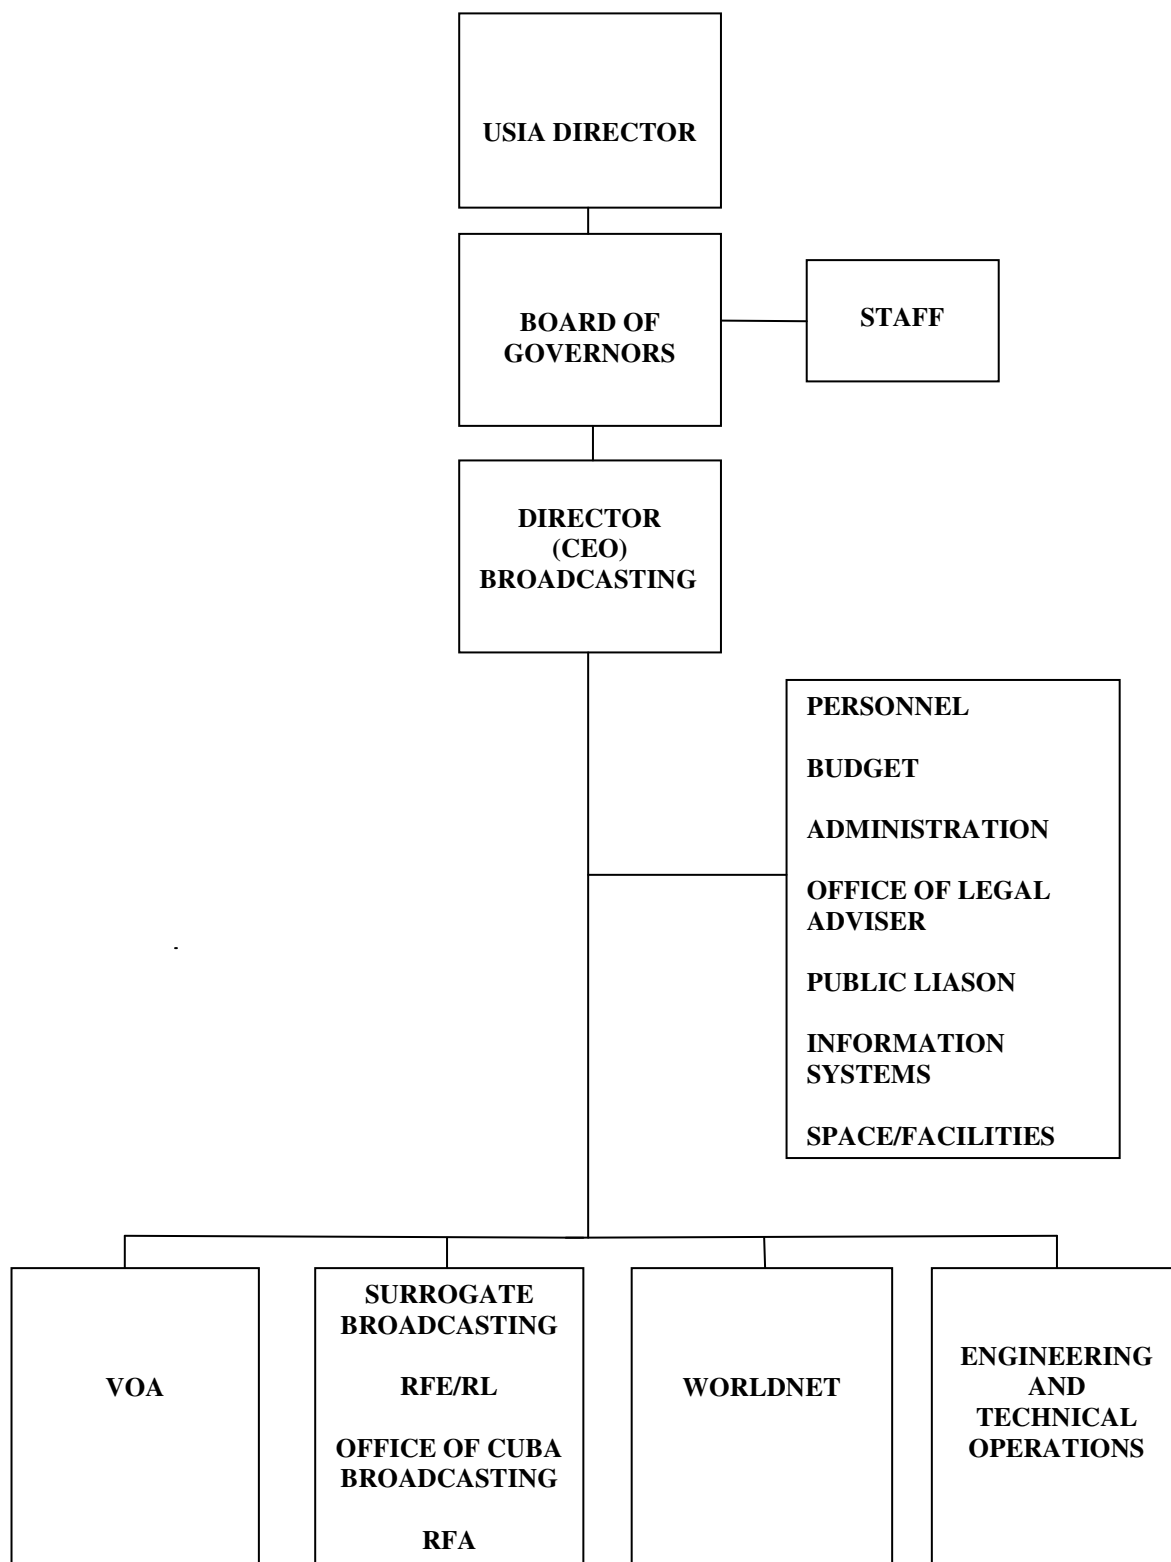 USIA DIRECTOR
BOARD OF
GOVERNORS
STAFF
DIRECTOR
(CEO)
BROADCASTING
PERSONNEL
BUDGET
ADMINISTRATION
OFFICE OF LEGAL
ADVISER
PUBLIC LIASON
INFORMATION
SYSTEMS
SPACE/FACILITIES
VOA
SURROGATE
BROADCASTING
RFE/RL
OFFICE OF CUBA
BROADCASTING
RFA
WORLDNET
ENGINEERING
AND
TECHNICAL
OPERATIONS